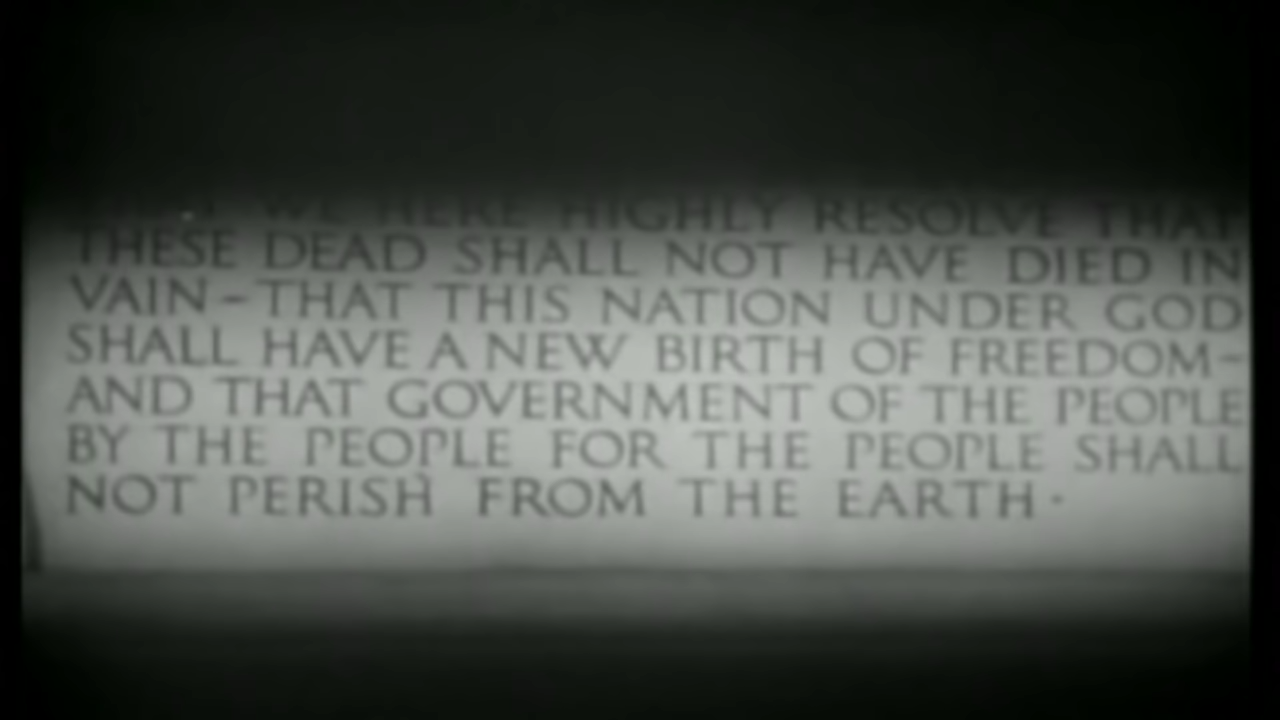 WE HERE HIGHLY RESOLVE THAT
THESE DEAD SHALL NOT HAVE DIED IN
VAIN-THAT THIS NATION UNDER GOD
SHALL HAVE A NEW BIRTH OF FREEDOM-
AND THAT GOVERNMENT OF THE PEOPLE
BY THE PEOPLE FOR THE PEOPLE SHALL
NOT PERISH FROM THE EARTH·